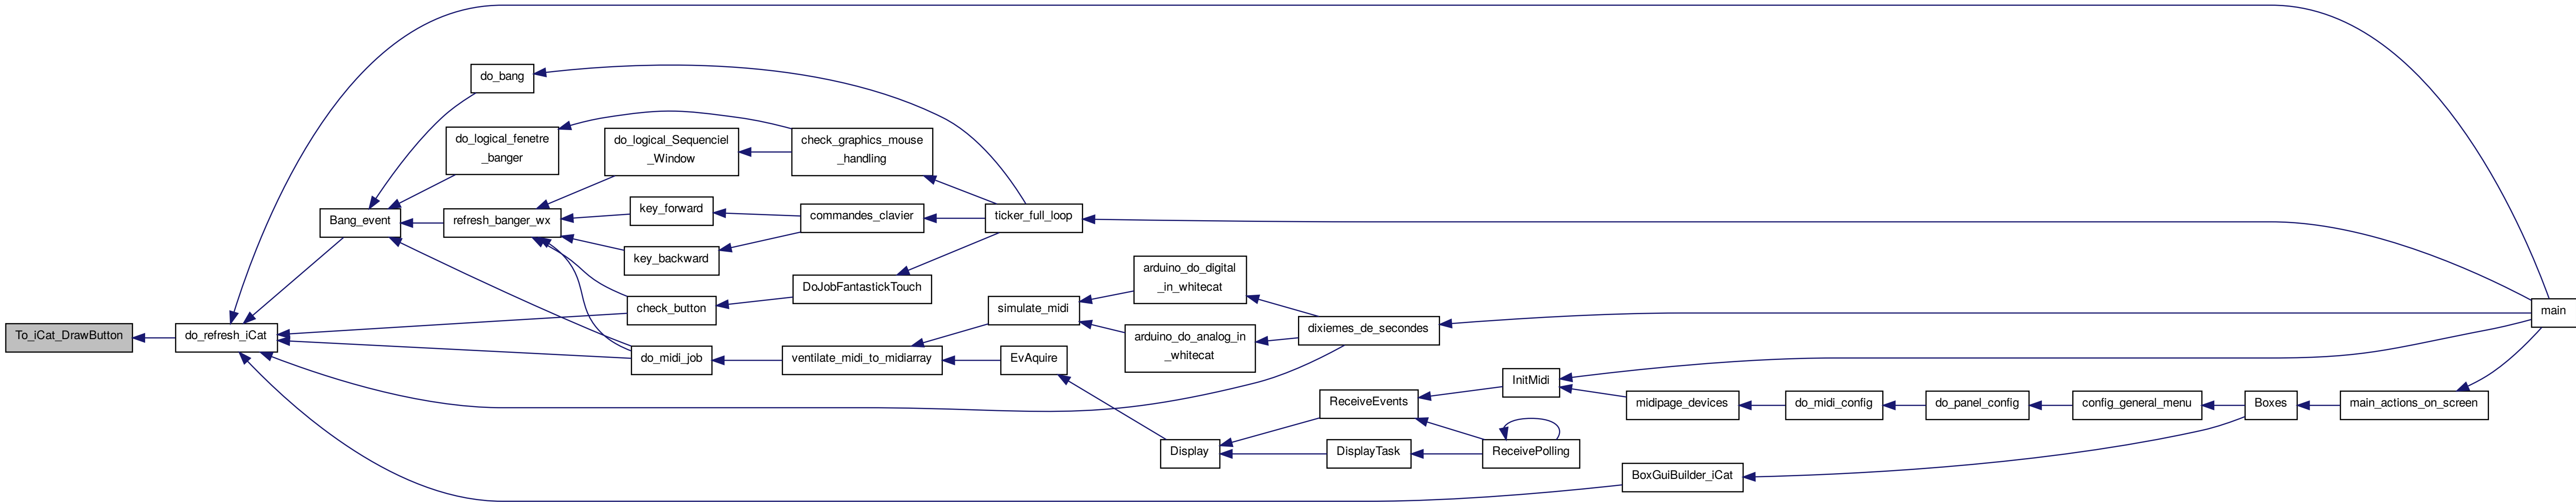 do_bang
do_logical_fenetre
_banger
do_logical_Sequenciel
_Window
check_graphics_mouse
_handling
Bang_event
refresh_banger_wx
key_forward
commandes_clavier
ticker_full_loop
key_backward
DoJobFantastickTouch
arduino_do_digital
_in_whitecat
To_iCat_DrawButton
do_refresh_iCat
check_button
simulate_midi
dixiemes_de_secondes
main
arduino_do_analog_in
_whitecat
do_midi_job
ventilate_midi_to_midiarray
EvAquire
InitMidi
ReceiveEvents
midipage_devices
do_midi_config
do_panel_config
config_general_menu
Boxes
main_actions_on_screen
Display
DisplayTask
ReceivePolling
BoxGuiBuilder_iCat